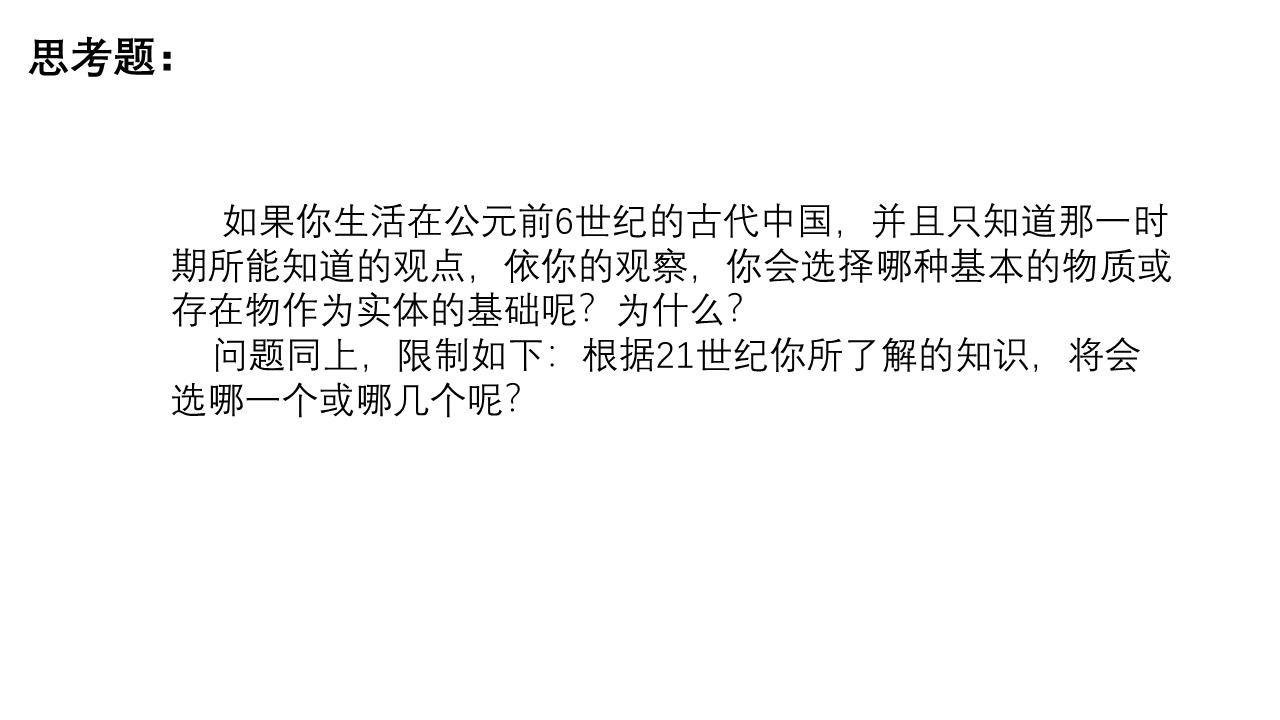 思考题：
如果你生活在公元前6世纪的古代中国，并且只知道那一时
期所能知道的观点，依你的观察，你会选择哪种基本的物质或
存在物作为实体的基础呢？为什么？
问题同上，限制如下：根据21世纪你所了解的知识，将会
选哪一个或哪几个呢？